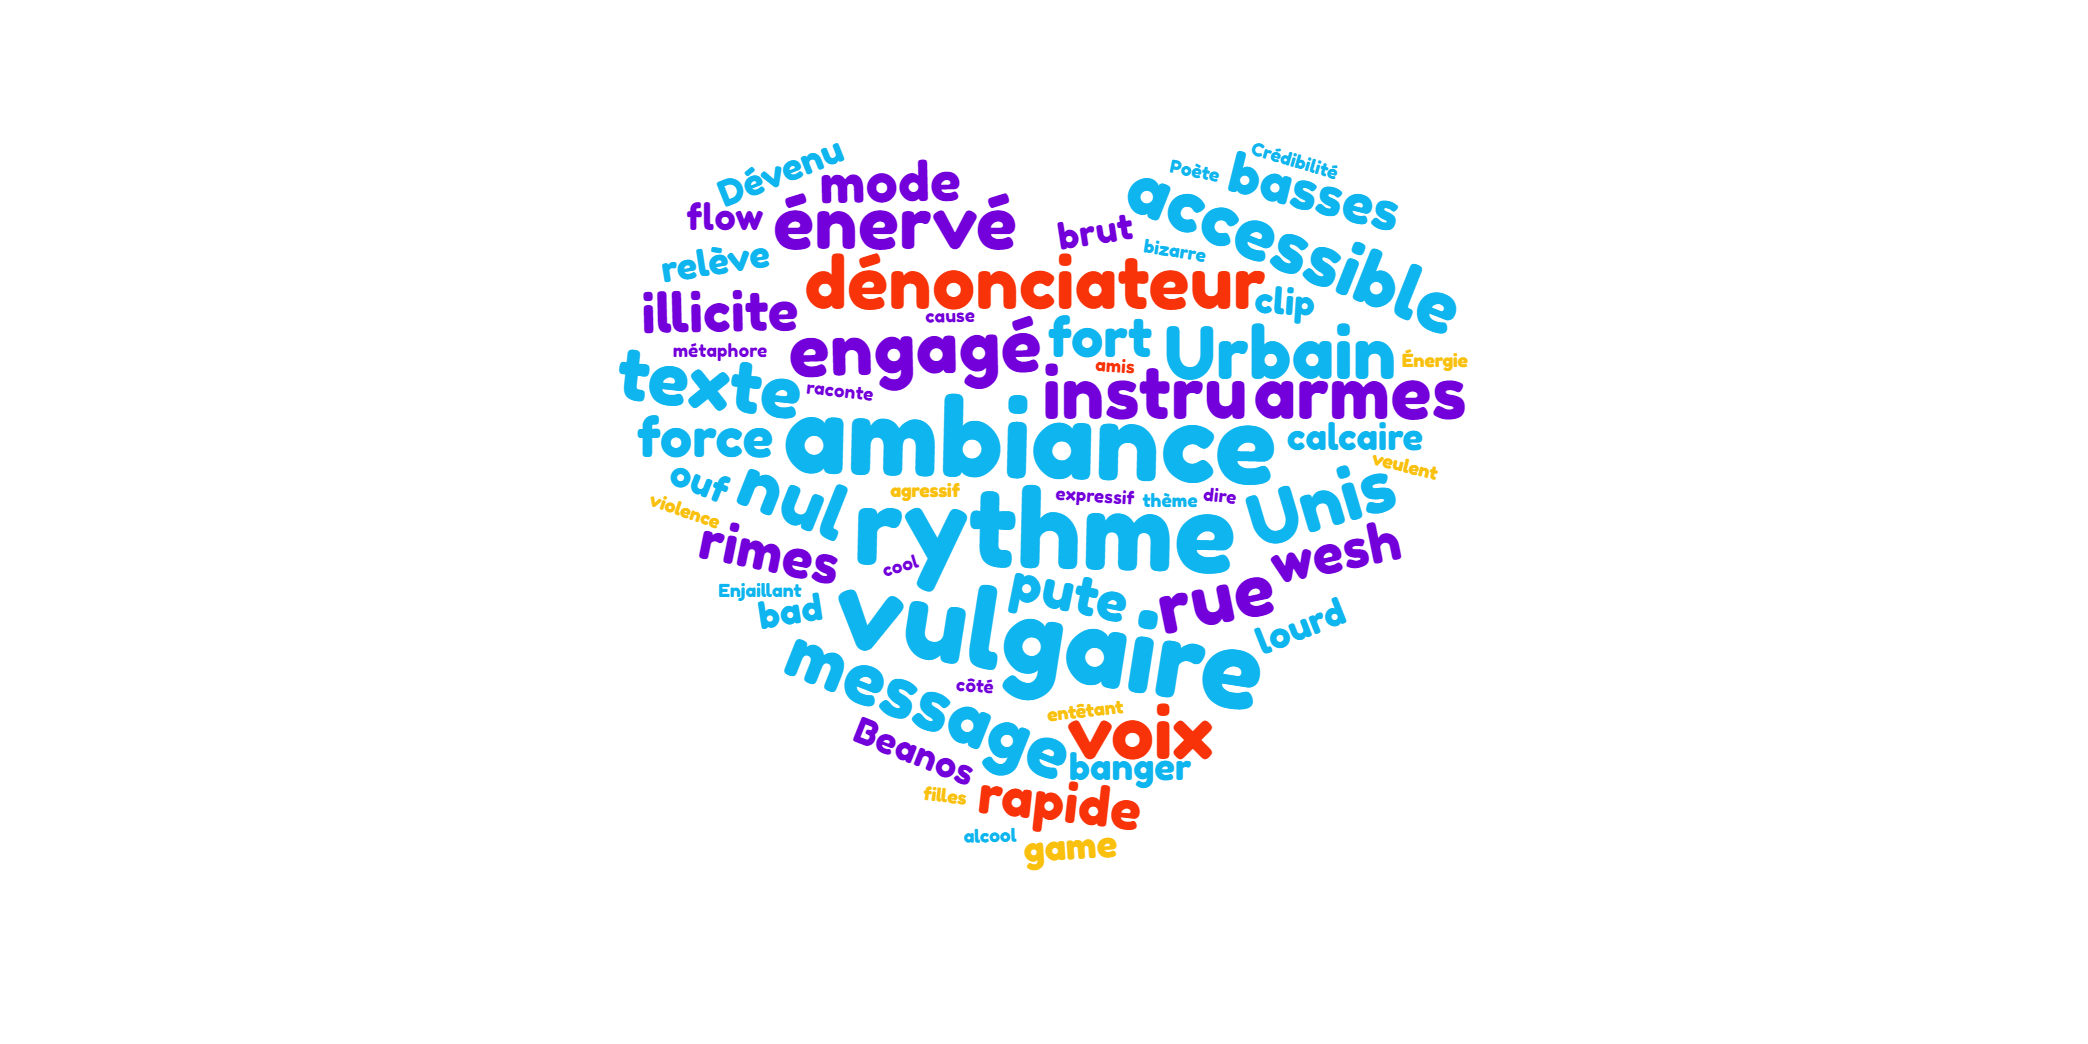 Dévenu
mode
flow
énervé
relève
brut
Crédibilité
Poète
basses
accessible
bizarre
dénonciateur
clip
illicite
cause
métaphore
engagé
fort
Urbain
Énergie
amis
texte
raconte
instru
armes
force
ambiance
calcaire
veulent
ouf
nul
agressif
expressif
thème
dire
Unis
violence
rythme
rimes
cool
wesh
Enjaillant
bad
pute
rue
vulgaire
lourd
message
côté
entêtant
voix
Beanos
banger
filles
rapide
alcool
game